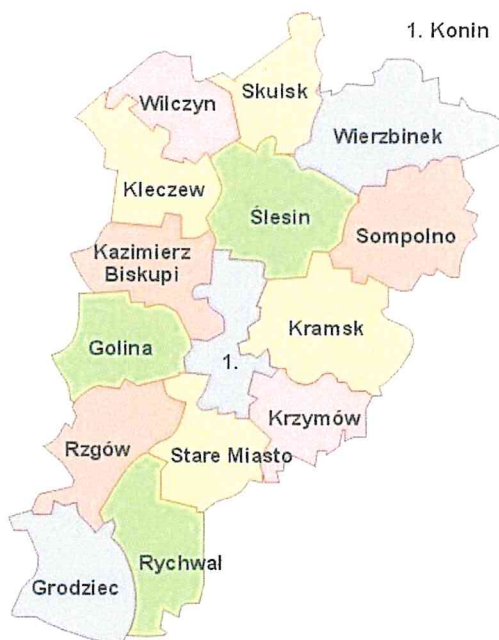 1. Konin
Skulsk
Wilczyn
Wierzbinek
Kleczew
Ślesin
Sompolno
Kazimierz
Biskupi
Kramsk
Golina
1.
Krzymów
Rzgów
Stare Miasto
Rychwał
Grodziec